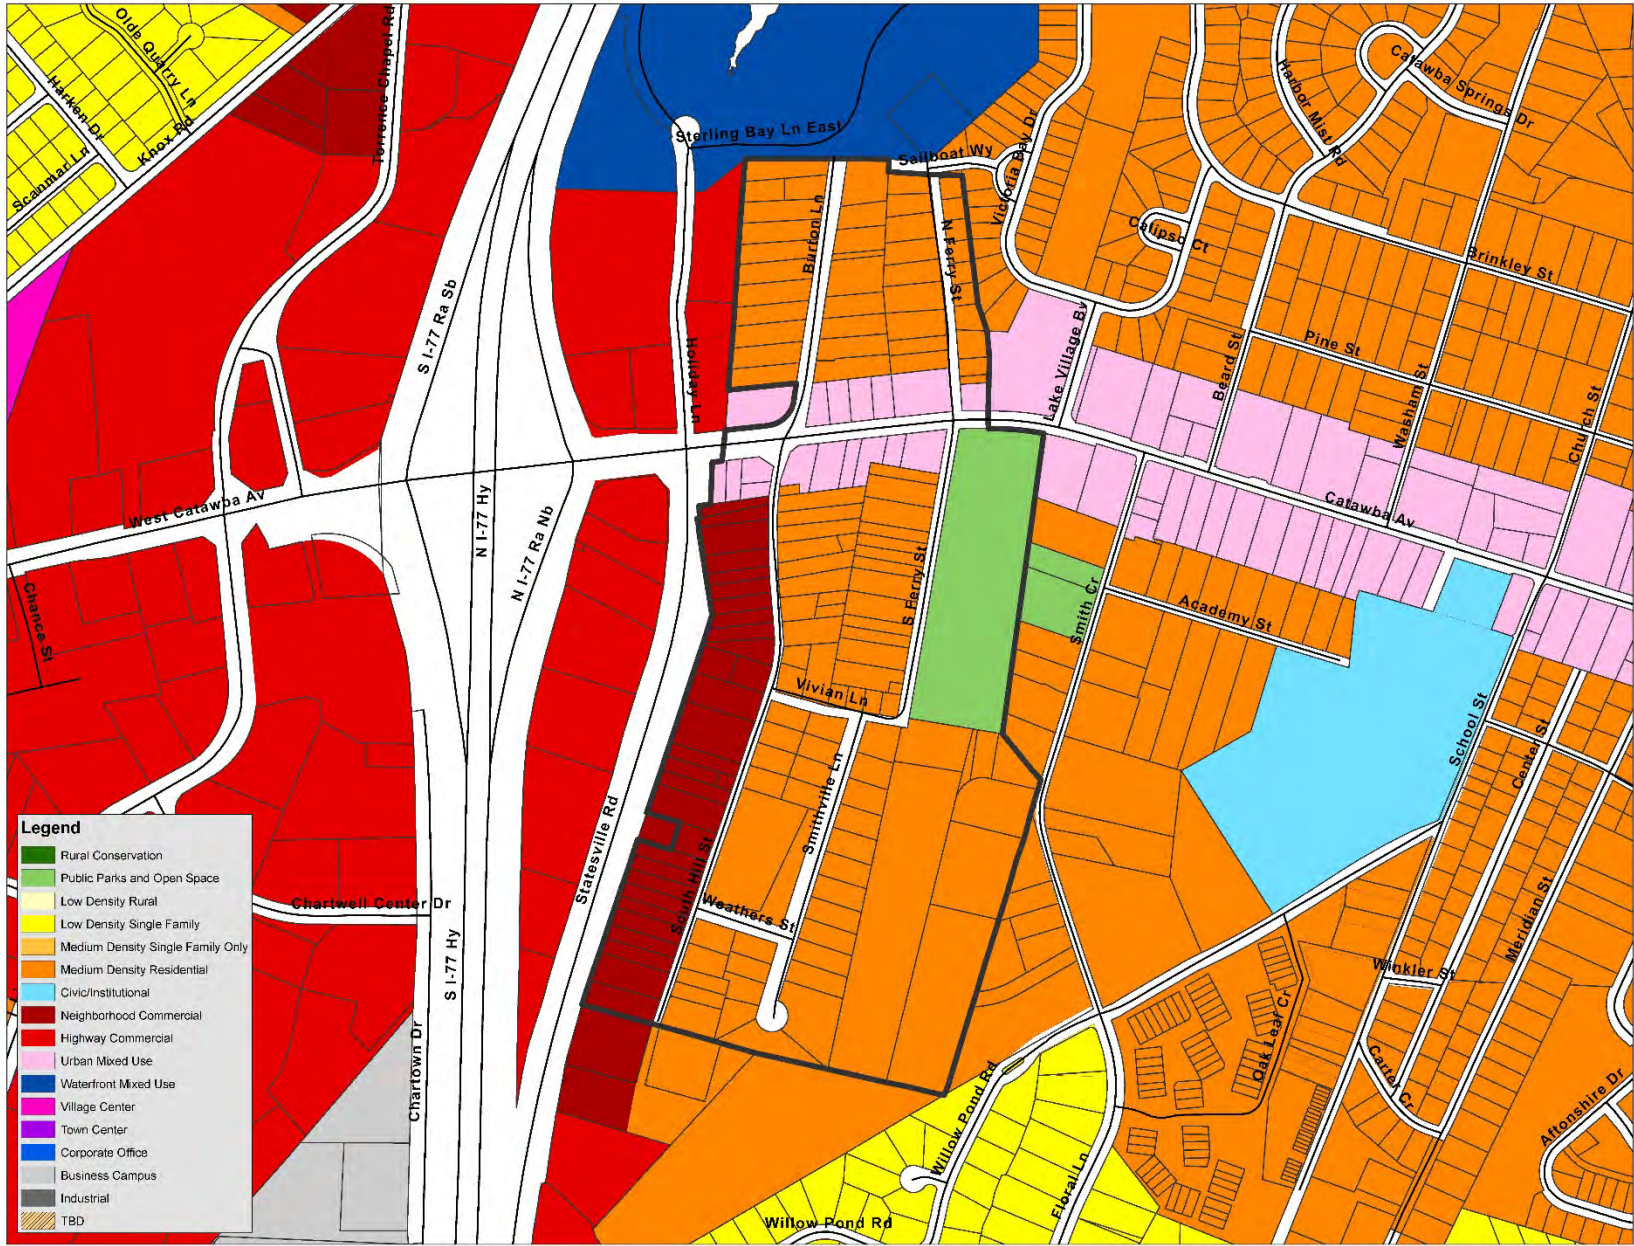 Olde Quarry Ln
Torrence Chapel Rd
Harken Dr
Knox Rd
Scanmar Ln
Sterling Bay Ln East
Sailboat Wy
Victoria Bay Dr
Harbor Mist Rd
Catawba Springs Dr
Calipso Ct
Brinkley St
Burton Ln
N Ferry St
S I-77 Ra Sb
Holiday Ln
Lake Village Bv
Beard St
Pine St
Washam St
Church St
West Catawba Av
N I-77 Hy
N I-77 Ra Nb
Catawba Av
Chance St
S Ferry St
Smith Cr
Academy St
Vivian Ln
School St
Center St
Smithville Ln
Statesville Rd
South Hill St
Weathers St
Meridian St
Winkler St
Chartwell Center Dr
S I-77 Hy
Chartown Dr
Oak Leaf Cr
Carter Cr
Aftonshire Dr
Willow Pond Rd
Floral Ln
Willow Pond Rd
Legend
Rural Conservation
Public Parks and Open Space
Low Density Rural
Low Density Single Family
Medium Density Single Family Only
Medium Density Residential
Civic/Institutional
Neighborhood Commercial
Highway Commercial
Urban Mixed Use
Waterfront Mixed Use
Village Center
Town Center
Corporate Office
Business Campus
Industrial
TBD